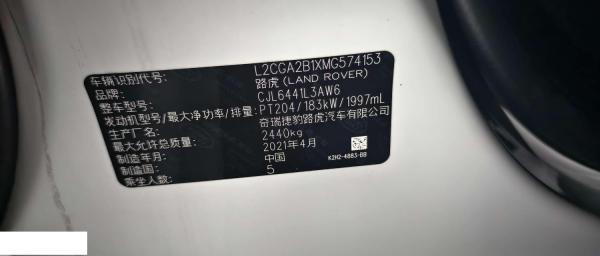 车辆识别代号: L2CGA2B1XMG574153
品牌: 路虎(LAND ROVER)
整车型号: CJL6441L3AW6
发动机型号/最大净功率/排量: PT204/183kW/1997mL
生产厂名: 奇瑞捷豹路虎汽车有限公司
最大允许总质量: 2440kg
制造年月: 2021年4月
制造国: 中国
乘坐人数: 5
K2H2-4883-BB